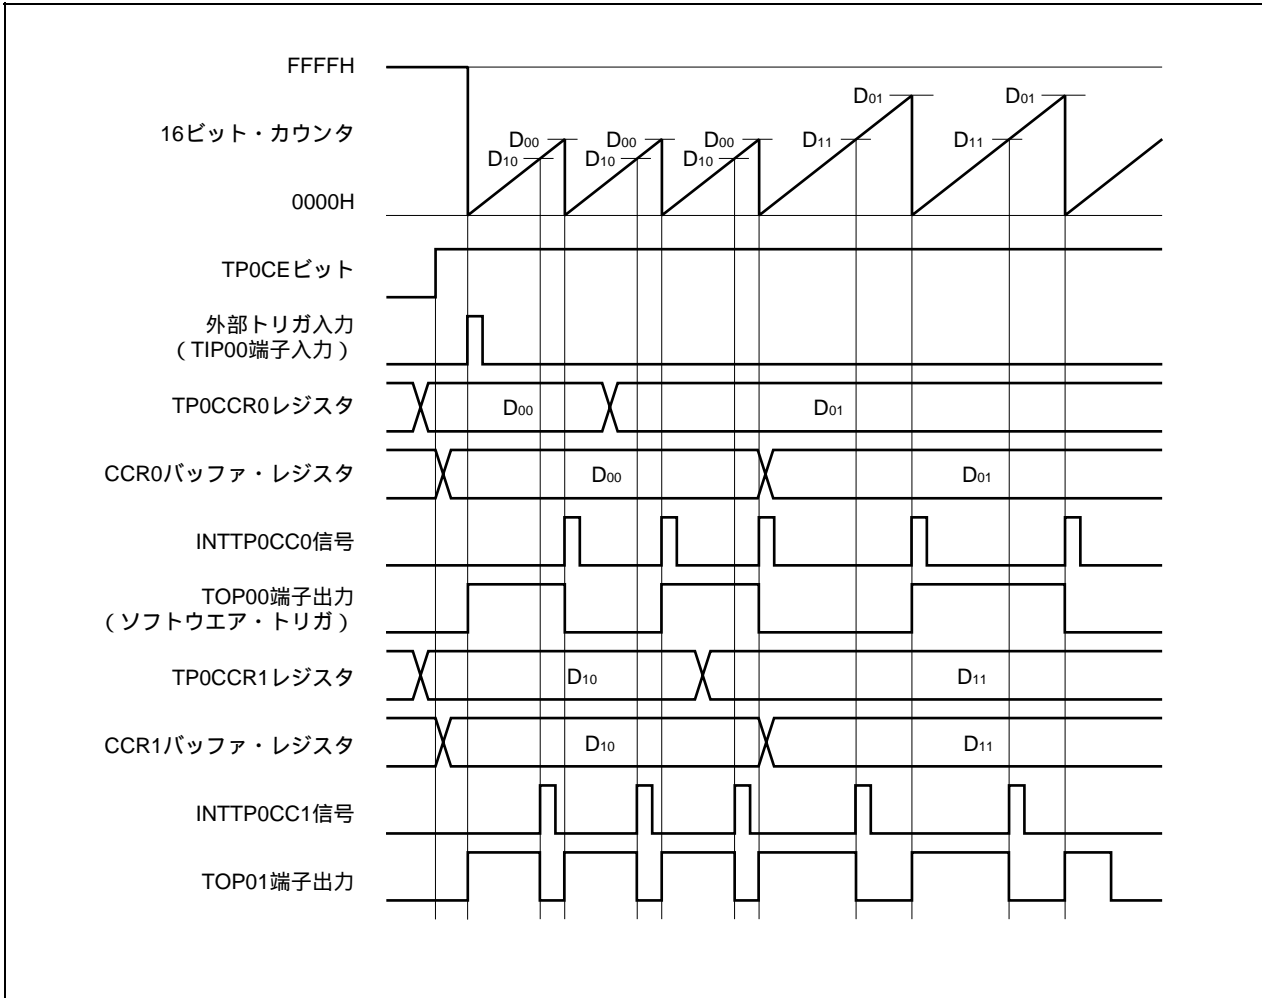 FFFFH
D01 D01
16ビット・カウンタ
D00 D00 D00 D11 D11
D10 D10 D10
0000H
TP0CEビット
外部トリガ入力
(TIP00端子入力)
TP0CCR0レジスタ
D00 D01
CCR0バッファ・レジスタ
D00 D01
INTTP0CC0信号
TOP00端子出力
(ソフトウエア・トリガ)
TP0CCR1レジスタ
D10 D11
CCR1バッファ・レジスタ
D10 D11
INTTP0CC1信号
TOP01端子出力